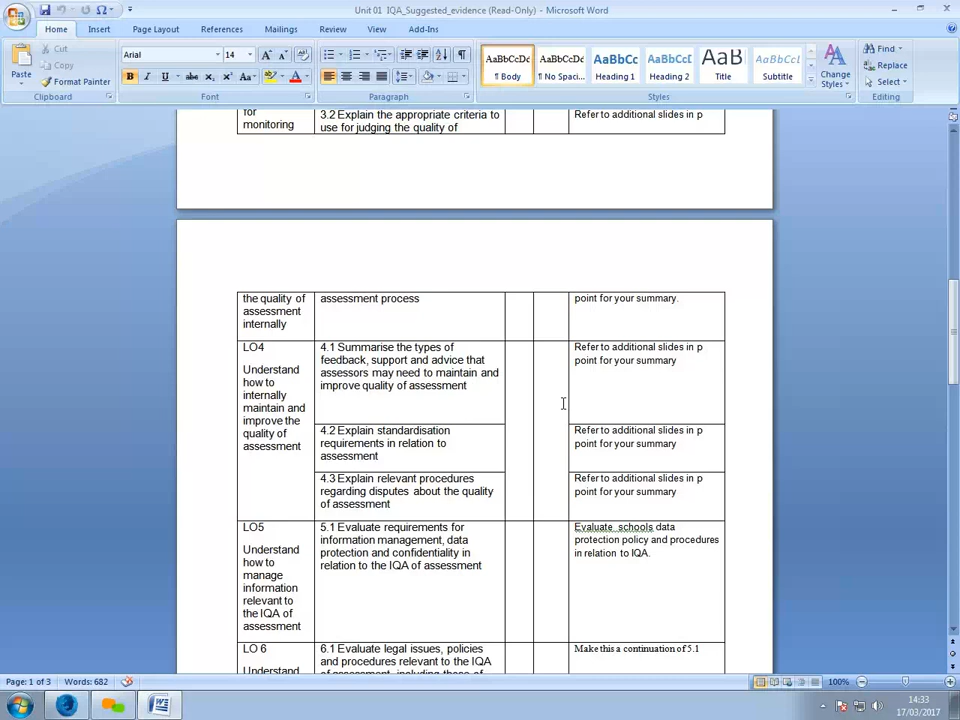 Unit 01 IQA_Suggested_evidence (Read-Only) - Microsoft Word
Home Insert Page Layout References Mailings Review View Add-Ins
Paste
Cut
Copy
Format Painter
Clipboard
Arial 14
Font
Paragraph
AaBbCcDc ¶ Body
AaBbCcDc ¶ No Spaci...
AaBbCc Heading 1
AaBbCc Heading 2
AaB Title
AaBbCcI Subtitle
Change Styles
Styles
Find
Replace
Select
Editing
for
monitoring
3.2 Explain the appropriate criteria to
use for judging the quality of
Refer to additional slides in p
the quality of
assessment
internally
assessment process
point for your summary.
LO4
Understand
how to
internally
maintain and
improve the
quality of
assessment
4.1 Summarise the types of
feedback, support and advice that
assessors may need to maintain and
improve quality of assessment
Refer to additional slides in p
point for your summary
4.2 Explain standardisation
requirements in relation to
assessment
Refer to additional slides in p
point for your summary
4.3 Explain relevant procedures
regarding disputes about the quality
of assessment
Refer to additional slides in p
point for your summary
LO5
Understand
how to
manage
information
relevant to
the IQA of
assessment
5.1 Evaluate requirements for
information management, data
protection and confidentiality in
relation to the IQA of assessment
Evaluate schools data
protection policy and procedures
in relation to IQA.
LO 6
Understand
6.1 Evaluate legal issues, policies
and procedures relevant to the IQA
of assessment, including those of
Make this a continuation of 5.1
Page: 1 of 3 Words: 682 100%
14:33
17/03/2017